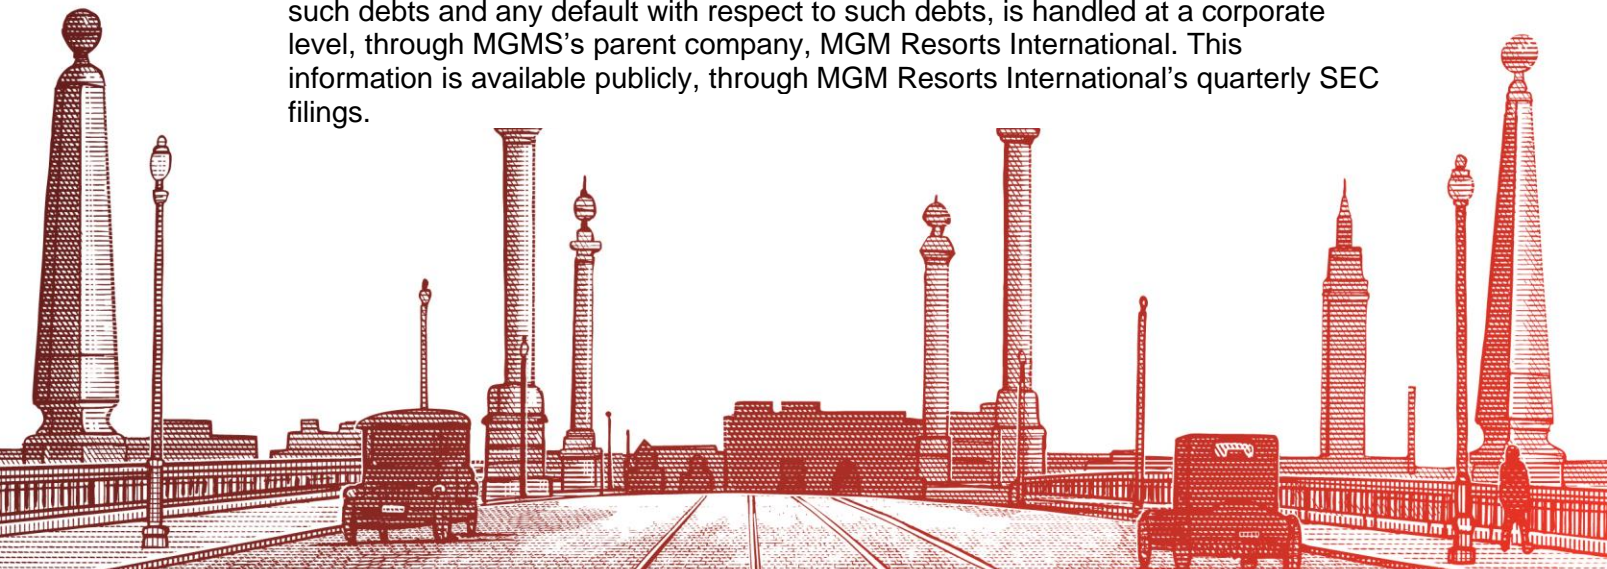 such debts and any default with respect to such debts, is handled at a corporate
level, through MGMS’s parent company, MGM Resorts International. This
information is available publicly, through MGM Resorts International’s quarterly SEC
filings.